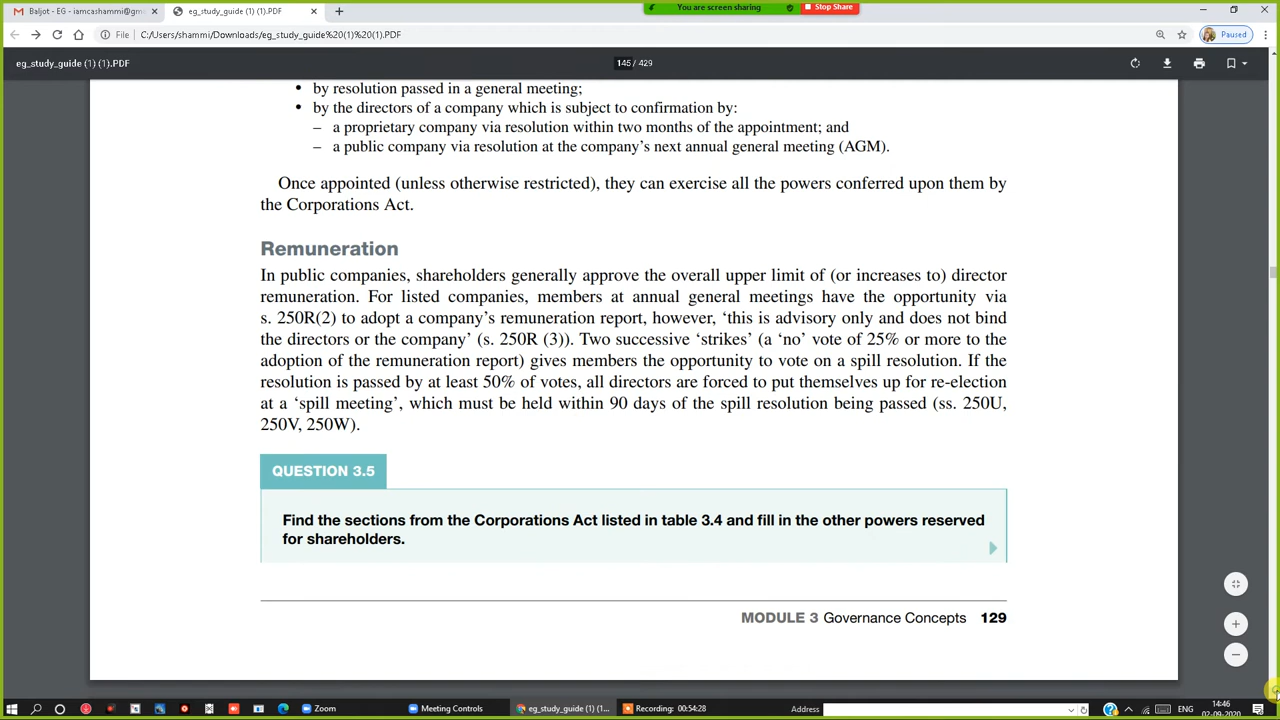 Baljot - EG - iamcashammi@gm
eg_study_guide (1) (1).PDF
You are screen sharing
Stop Share
File
C:/Users/shammi/Downloads/eg_study_guide%20(1)%20(1).PDF
Paused
eg_study_guide (1) (1).PDF
145 / 429
• by resolution passed in a general meeting;
• by the directors of a company which is subject to confirmation by:
– a proprietary company via resolution within two months of the appointment; and
– a public company via resolution at the company's next annual general meeting (AGM).
Once appointed (unless otherwise restricted), they can exercise all the powers conferred upon them by
the Corporations Act.
Remuneration
In public companies, shareholders generally approve the overall upper limit of (or increases to) director
remuneration. For listed companies, members at annual general meetings have the opportunity via
s. 250R(2) to adopt a company's remuneration report, however, 'this is advisory only and does not bind
the directors or the company' (s. 250R (3)). Two successive 'strikes' (a 'no' vote of 25% or more to the
adoption of the remuneration report) gives members the opportunity to vote on a spill resolution. If the
resolution is passed by at least 50% of votes, all directors are forced to put themselves up for re-election
at a 'spill meeting', which must be held within 90 days of the spill resolution being passed (ss. 250U,
250V, 250W).
QUESTION 3.5
Find the sections from the Corporations Act listed in table 3.4 and fill in the other powers reserved
for shareholders.
MODULE 3 Governance Concepts 129
Zoom
Meeting Controls
eg_study_guide (1) (1...
Recording: 00:54:28
Address
ENG
14:46
02-09-2020